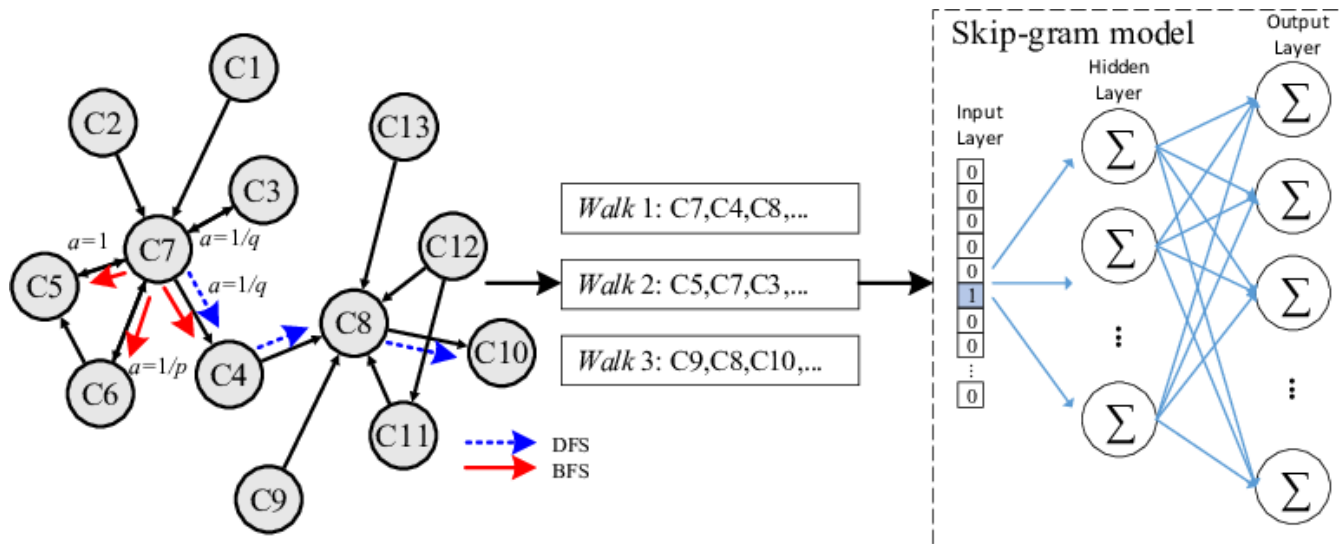 Skip-gram model
Output
Layer
Hidden
Layer
Input
Layer
C1
C2
C13
C3
C7
C12
C5
C8
C10
C6
C4
C11
C9
a=1
a=1/q
a=1/q
a=1/p
DFS
BFS
Walk 1: C7,C4,C8,...
Walk 2: C5,C7,C3,...
Walk 3: C9,C8,C10,...
0
0
0
0
0
1
0
0
⋮
0
Σ
Σ
⋮
Σ
Σ
Σ
Σ
⋮
Σ